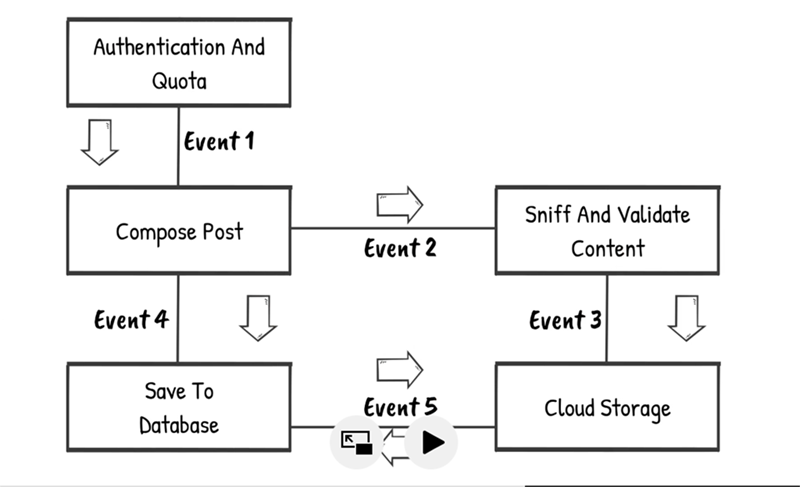 Authentication And
Quota
Event 1
Compose Post
Event 2
Sniff And Validate
Content
Event 4
Event 3
Save To
Database
Event 5
Cloud Storage